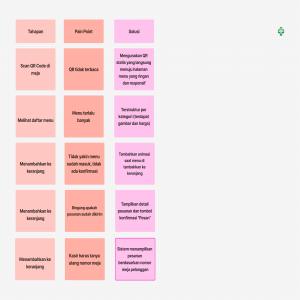 Tahapan
Pain Point
Solusi
Scan QR Code di
meja
QR tidak terbaca
Mengunakan QR
statis yang langsung
menuju halaman
menu yang ringan
dan responsif
Melihat daftar menu
Menu terlalu
banyak
Terstruktur per
kategori (terdapat
gambar dan harga)
Menambahkan ke
keranjang
Tidak yakin menu
sudah masuk, tidak
ada konfirmasi
Tambahkan animasi
saat menu di
tambahkan ke
keranjang
Menambahkan ke
keranjang
Bingung apakah
pesanan sudah dikirim
Tampilkan detail
pesanan dan tombol
konfirmasi "Pesan"
Menambahkan ke
keranjang
Kasir harus tanya
ulang nomor meja
Sistem menampilkan
pesanan
berdasarkan nomor
meja pelanggan